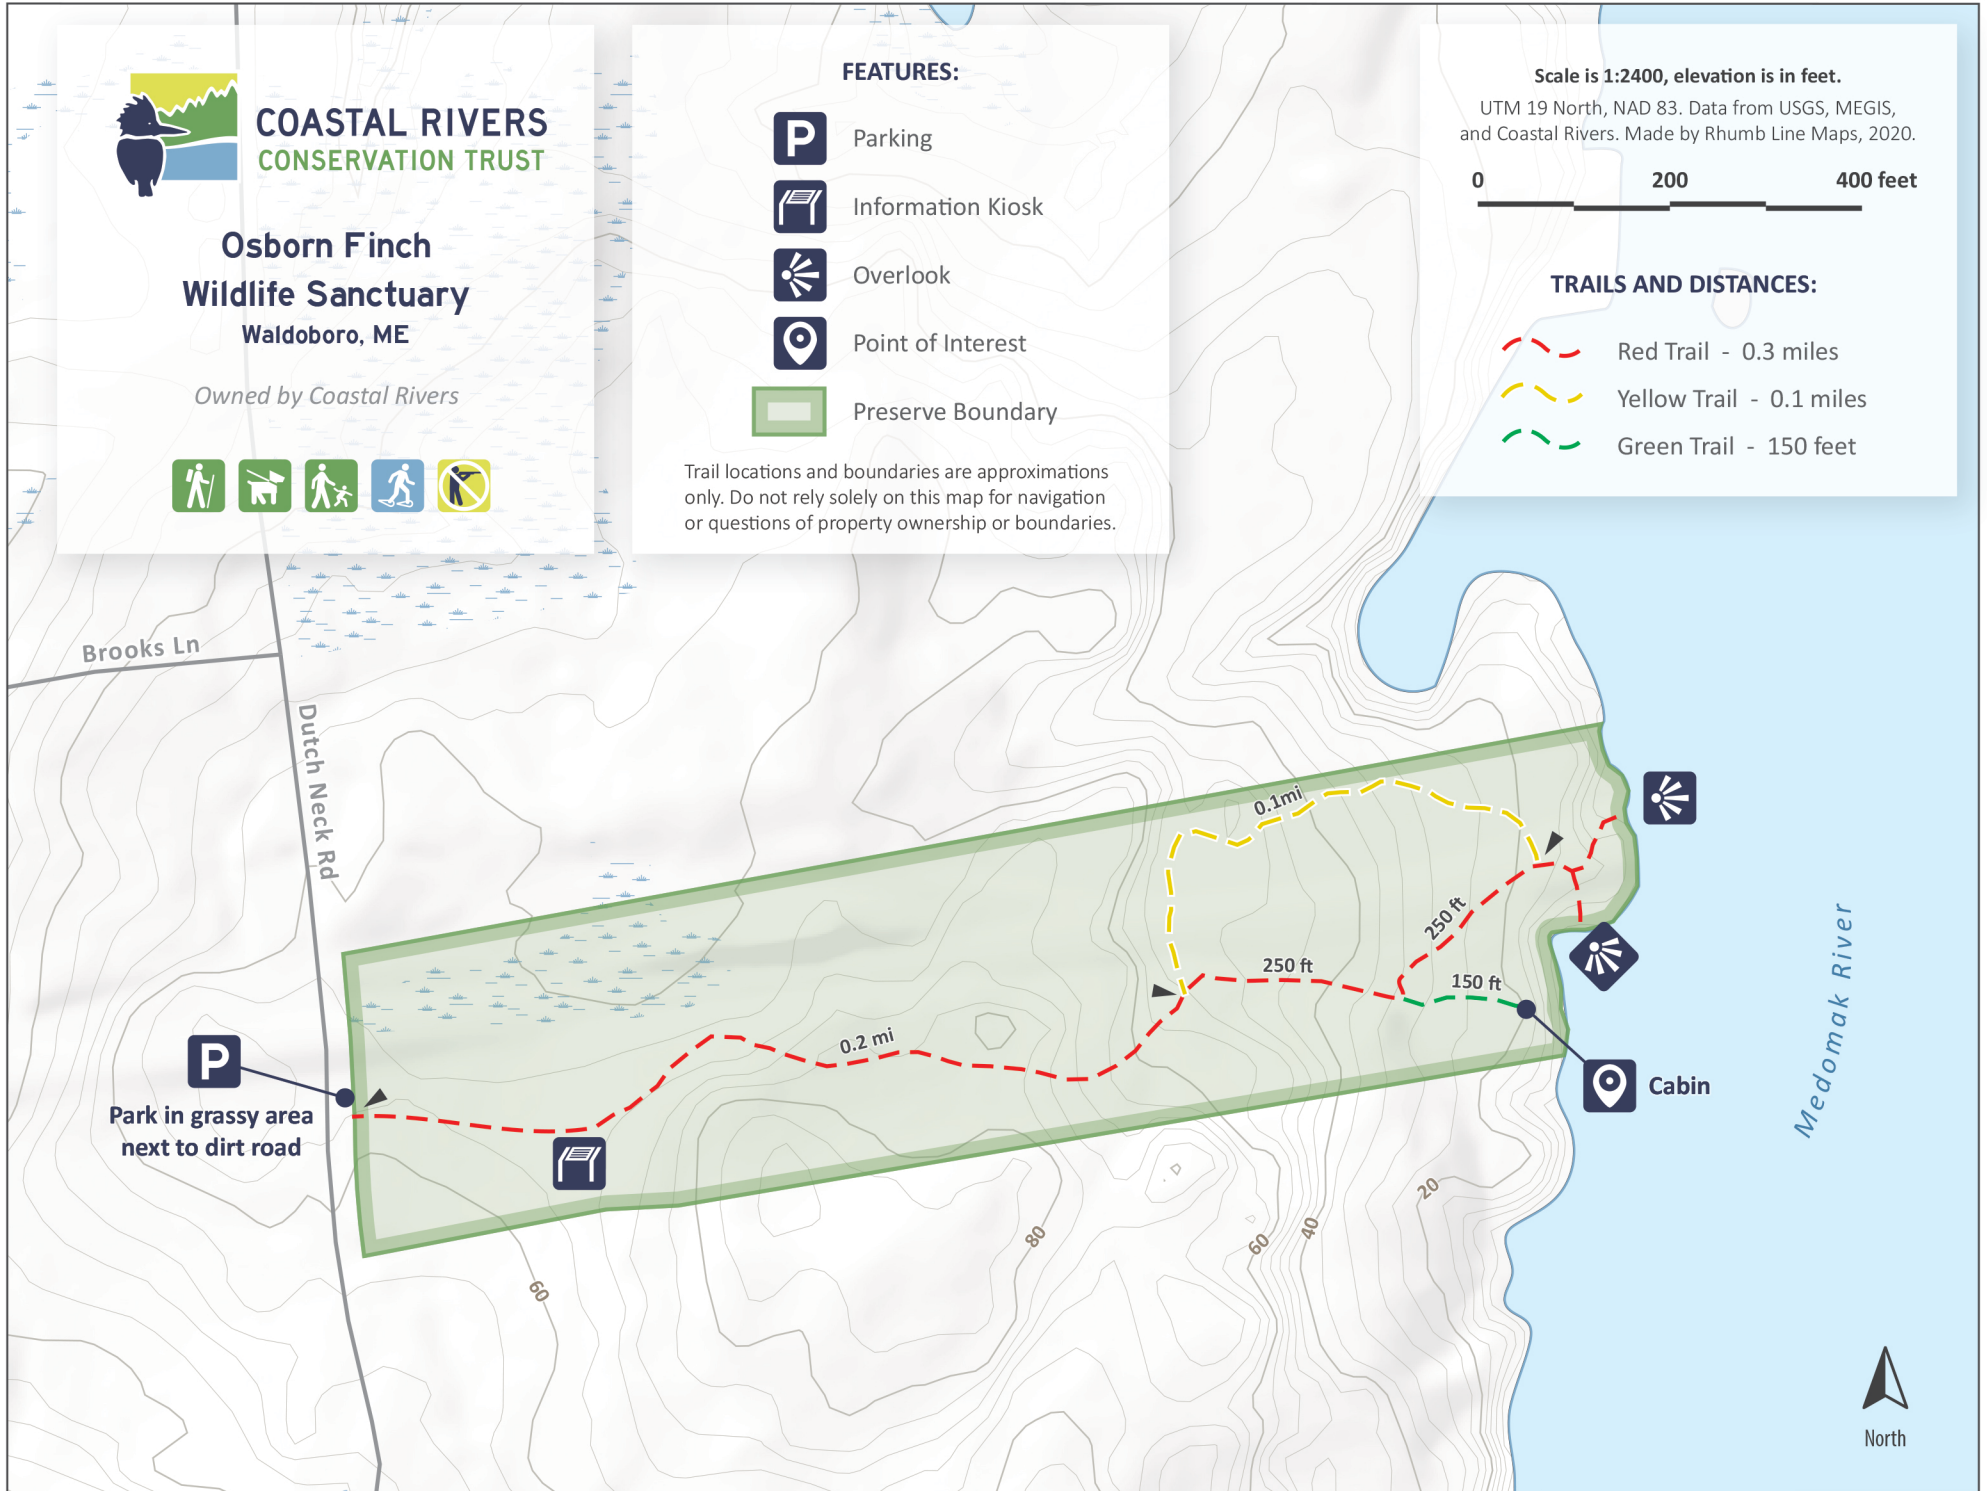 COASTAL RIVERS
CONSERVATION TRUST
Osborn Finch
Wildlife Sanctuary
Waldoboro, ME
Owned by Coastal Rivers
FEATURES:
P
Parking
Information Kiosk
Overlook
Point of Interest
Preserve Boundary
Trail locations and boundaries are approximations
only. Do not rely solely on this map for navigation
or questions of property ownership or boundaries.
Scale is 1:2400, elevation is in feet.
UTM 19 North, NAD 83. Data from USGS, MEGIS,
and Coastal Rivers. Made by Rhumb Line Maps, 2020.
0 200 400 feet
TRAILS AND DISTANCES:
Red Trail - 0.3 miles
Yellow Trail - 0.1 miles
Green Trail - 150 feet
Brooks Ln
Dutch Neck Rd
0.1mi
250 ft
250 ft
150 ft
0.2 mi
P
Park in grassy area
next to dirt road
Cabin
Medomak River
20
40
60
80
60
North